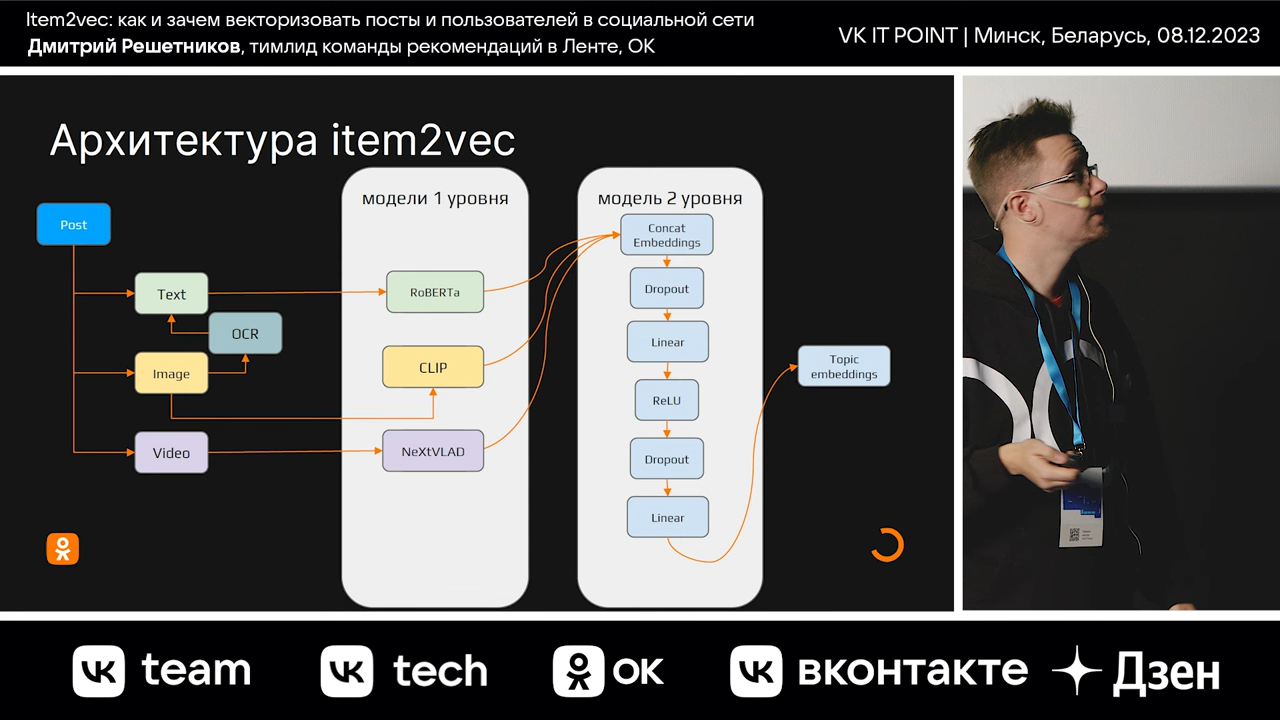 Item2vec: как и зачем векторизовать посты и пользователей в социальной сети
Дмитрий Решетников, тимлид команды рекомендаций в Ленте, ОК
VK IT POINT | Минск, Беларусь, 08.12.2023
Архитектура item2vec
модели 1 уровня
модель 2 уровня
Post
Text
OCR
Image
Video
RoBERTa
CLIP
NeXtVLAD
Concat
Embeddings
Dropout
Linear
ReLU
Dropout
Linear
Topic
embeddings
team
tech
ОК
вконтакте
Дзен